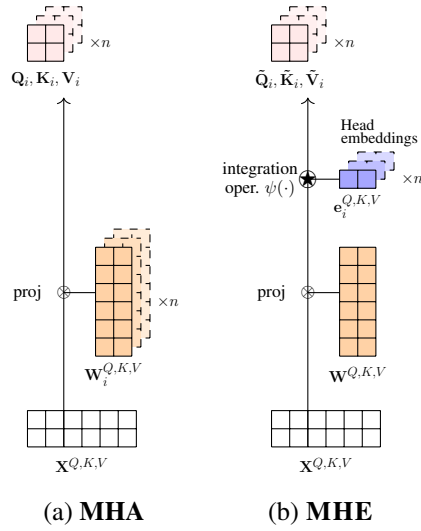 ×n
Q_i, K_i, V_i
proj
×n
W_i^{Q,K,V}
X^{Q,K,V}
(a) MHA
×n
Q̃_i, K̃_i, Ṽ_i
Head
embeddings
integration
oper. ψ(·)
×n
e_i^{Q,K,V}
proj
W^{Q,K,V}
X^{Q,K,V}
(b) MHE